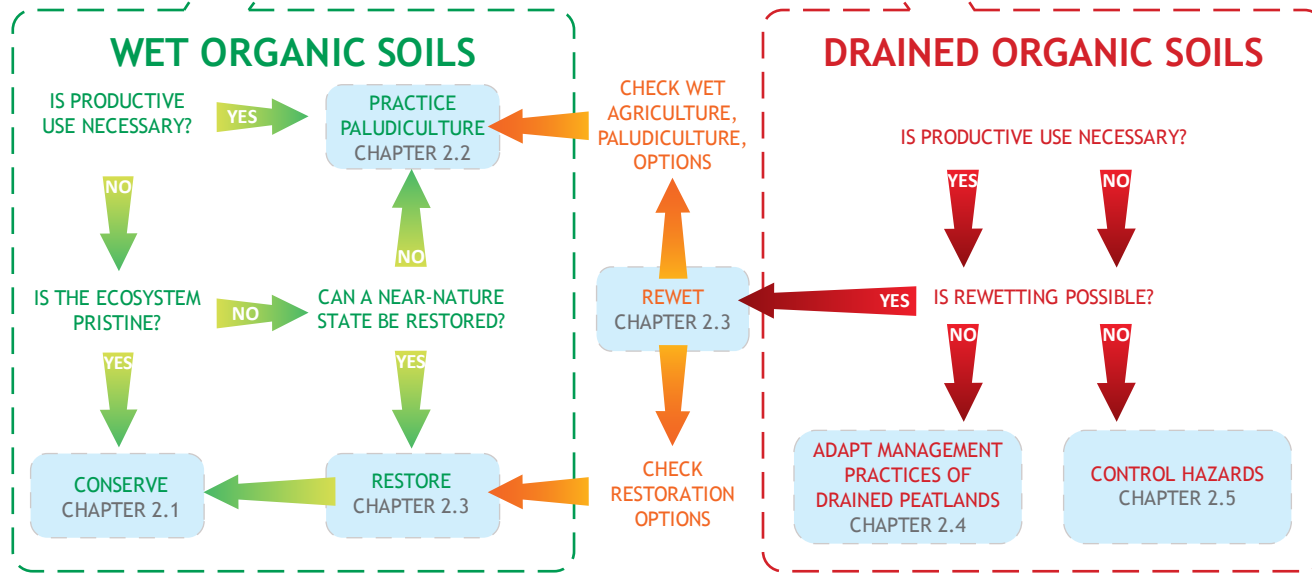 WET ORGANIC SOILS
IS PRODUCTIVE
USE NECESSARY?
YES
PRACTICE
PALUDICULTURE
CHAPTER 2.2
NO
NO
IS THE ECOSYSTEM
PRISTINE?
NO
CAN A NEAR-NATURE
STATE BE RESTORED?
YES
YES
CONSERVE
CHAPTER 2.1
RESTORE
CHAPTER 2.3
CHECK WET
AGRICULTURE,
PALUDICULTURE,
OPTIONS
REWET
CHAPTER 2.3
CHECK
RESTORATION
OPTIONS
DRAINED ORGANIC SOILS
IS PRODUCTIVE USE NECESSARY?
YES
NO
YES
IS REWETTING POSSIBLE?
NO
NO
ADAPT MANAGEMENT
PRACTICES OF
DRAINED PEATLANDS
CHAPTER 2.4
CONTROL HAZARDS
CHAPTER 2.5